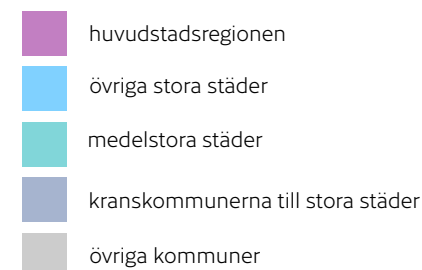 huvudstadsregionen
övriga stora städer
medelstora städer
kranskommunerna till stora städer
övriga kommuner